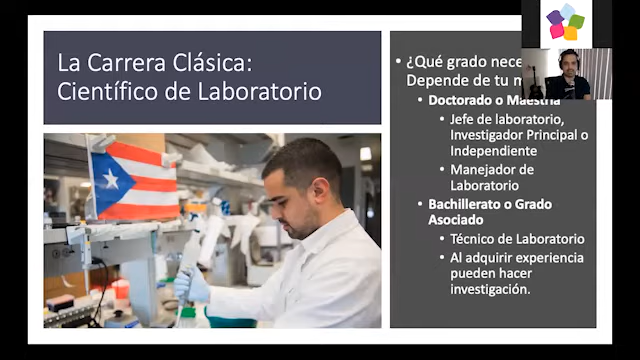 La Carrera Clásica:
Científico de Laboratorio
• ¿Qué grado nece
Depende de tu m
• Doctorado o Maestría
• Jefe de laboratorio,
Investigador Principal o
Independiente
• Manejador de
Laboratorio
• Bachillerato o Grado
Asociado
• Técnico de Laboratorio
• Al adquirir experiencia
pueden hacer
investigación.